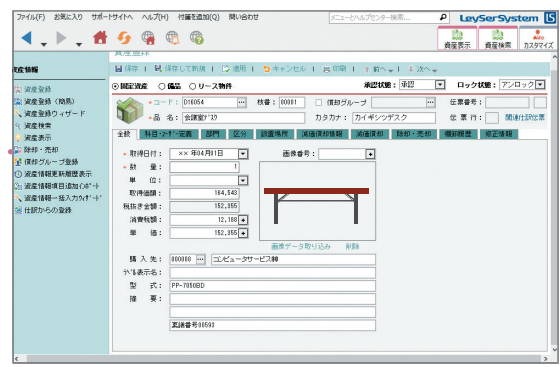 ファイル(F) お気に入り サポートサイトへ ヘルプ(H) 付箋を追加(Q) 問い合わせ
メニューとヘルプセンター検索...
LeySerSystem
資産表示 資産検索 カスタマイズ
資産登録
保存 保存して新規 適用 キャンセル 印刷 前へ 次へ
資産情報
資産登録
資産登録 (簡易)
資産登録ウィザード
資産検索
資産表示
除却・売却
償却グループ登録
資産情報更新履歴表示
資産情報項目追加インポート
資産情報一括入力ウィザード
仕訳からの登録
固定資産 備品 リース物件 承認状態:承認 ロック状態:アンロック
コード:D16054 枝番:00001 償却グループ 伝票番号:
品 名:会議室デスク カタカナ:カイギシツデスク 伝票行: 関連仕訳伝票
全般 科目・ユーザー定義 部門 区分 設置場所 減価償却情報 減価償却 除却・売却 棚卸履歴 修正情報
取得日付: ××年04月01日 画像番号:
数 量: 1
単 位:
取得価額: 164,543
税抜き金額: 152,355
消費税額: 12,188
単 価: 152,355
画像データ取り込み 削除
購入先:000008 コンピュータサービス㈱
ラベル表示名:
型 式:PP-7050BD
摘 要:
稟議番号00593